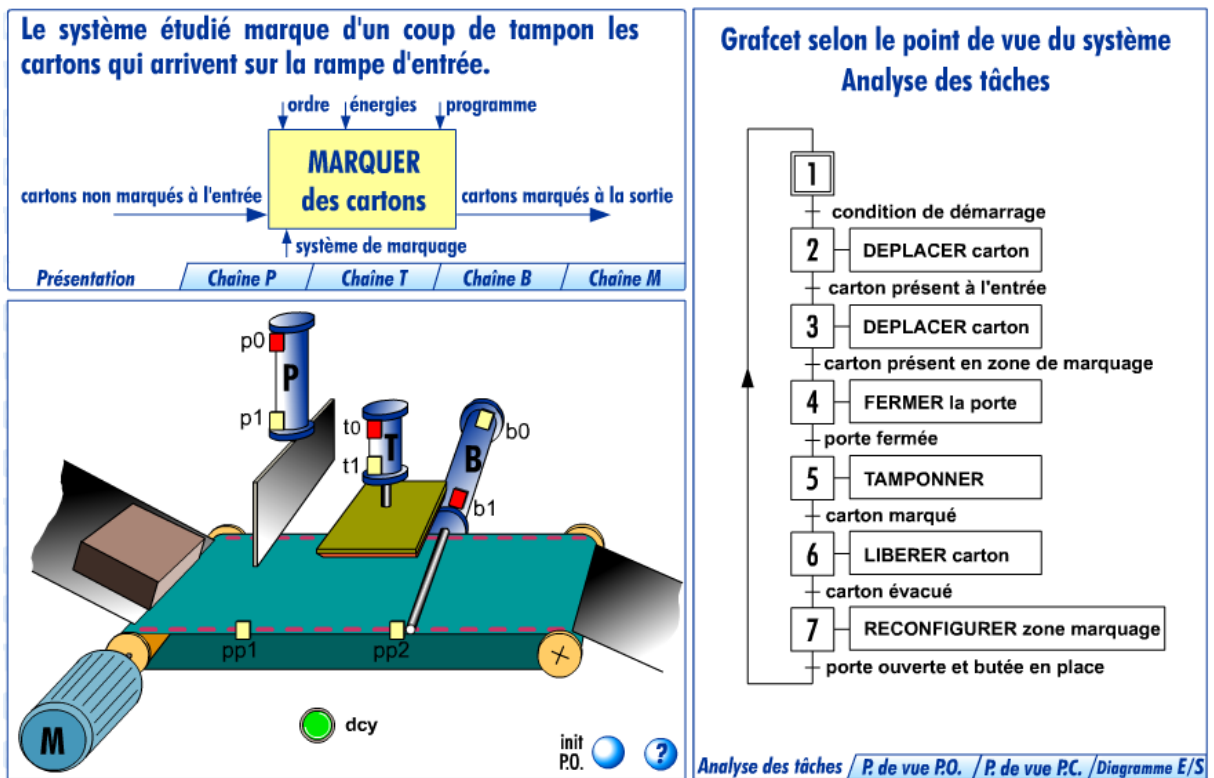 Le système étudié marque d'un coup de tampon les
cartons qui arrivent sur la rampe d'entrée.
ordre énergies programme
MARQUER
des cartons
cartons non marqués à l'entrée
cartons marqués à la sortie
système de marquage
Présentation Chaîne P Chaîne T Chaîne B Chaîne M
p0
P
p1
t0
T
t1
B
b0
b1
pp1
pp2
M
dcy
init
P.O.
?
Grafcet selon le point de vue du système
Analyse des tâches
1
condition de démarrage
2 DEPLACER carton
carton présent à l'entrée
3 DEPLACER carton
carton présent en zone de marquage
4 FERMER la porte
porte fermée
5 TAMPONNER
carton marqué
6 LIBERER carton
carton évacué
7 RECONFIGURER zone marquage
porte ouverte et butée en place
Analyse des tâches P. de vue P.O. P. de vue P.C. Diagramme E/S